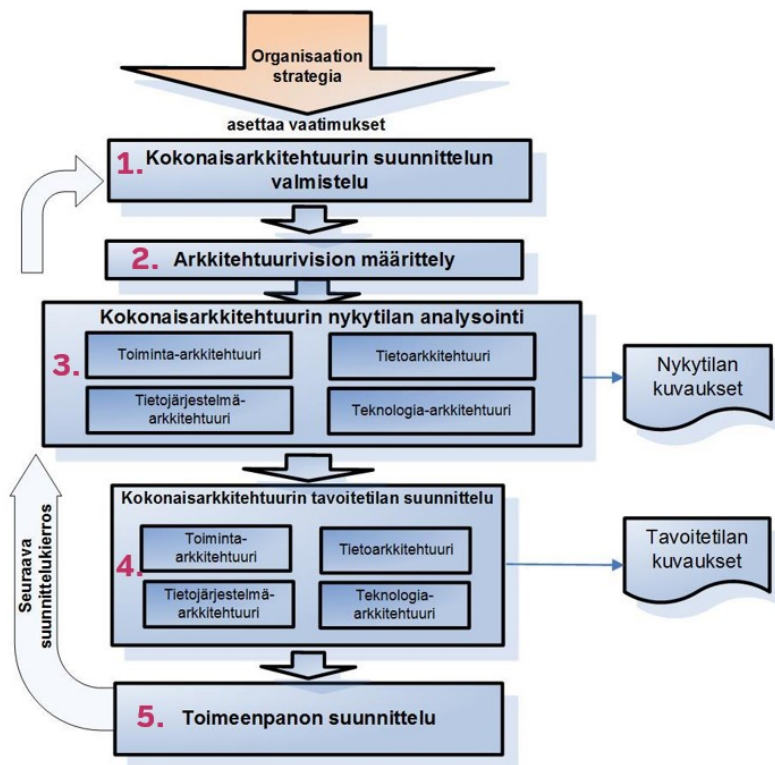 Organisaation
strategia
asettaa vaatimukset
1. Kokonaisarkkitehtuurin suunnittelun
valmistelu
2. Arkkitehtuurivision määrittely
Kokonaisarkkitehtuurin nykytilan analysointi
3.
Toiminta-arkkitehtuuri
Tietoarkkitehtuuri
Tietojärjestelmä-
arkkitehtuuri
Teknologia-arkkitehtuuri
Nykytilan
kuvaukset
Kokonaisarkkitehtuurin tavoitetilan suunnittelu
4.
Toiminta-
arkkitehtuuri
Tietoarkkitehtuuri
Tietojärjestelmä-
arkkitehtuuri
Teknologia-
arkkitehtuuri
Tavoitetilan
kuvaukset
Seuraava
suunnittelukierros
5. Toimeenpanon suunnittelu